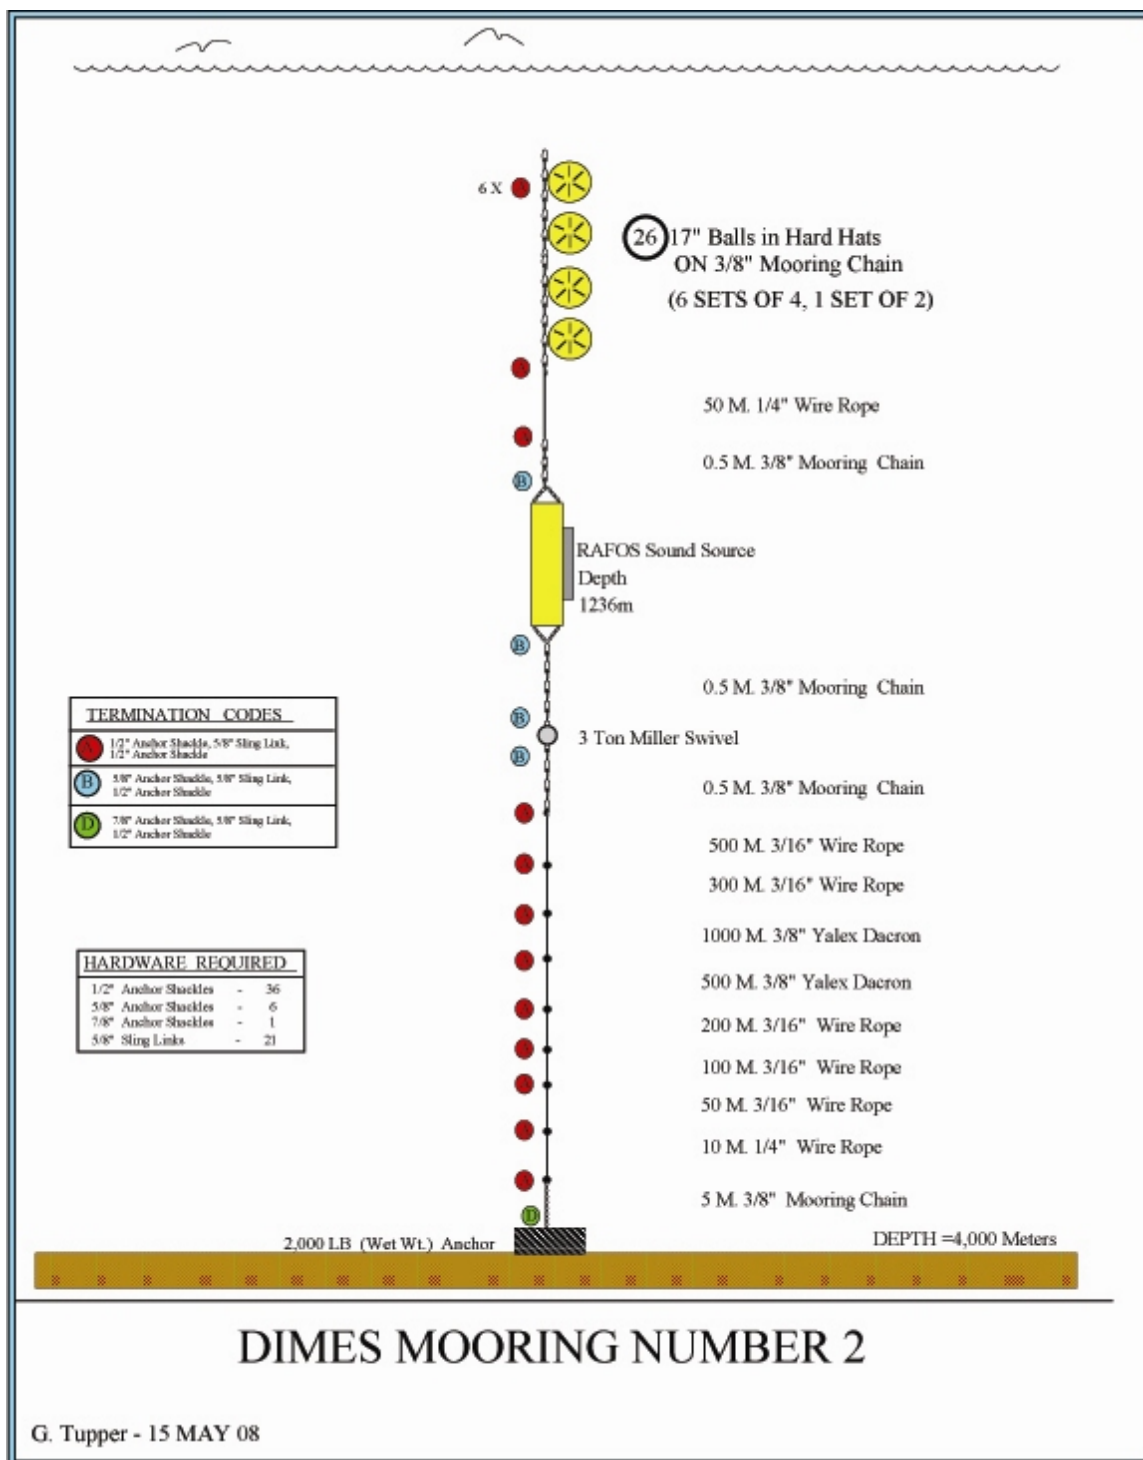 6 X A
26 17" Balls in Hard Hats
ON 3/8" Mooring Chain
(6 SETS OF 4, 1 SET OF 2)
A
50 M. 1/4" Wire Rope
A
0.5 M. 3/8" Mooring Chain
B
RAFOS Sound Source
Depth
1236m
B
0.5 M. 3/8" Mooring Chain
B
3 Ton Miller Swivel
B
0.5 M. 3/8" Mooring Chain
A
500 M. 3/16" Wire Rope
A
300 M. 3/16" Wire Rope
A
1000 M. 3/8" Yalex Dacron
A
500 M. 3/8" Yalex Dacron
A
200 M. 3/16" Wire Rope
A
100 M. 3/16" Wire Rope
A
50 M. 3/16" Wire Rope
A
10 M. 1/4" Wire Rope
A
5 M. 3/8" Mooring Chain
D
TERMINATION CODES
A 1/2" Anchor Shackle, 5/8" Sling Link,
1/2" Anchor Shackle
B 5/8" Anchor Shackle, 5/8" Sling Link,
1/2" Anchor Shackle
D 7/8" Anchor Shackle, 5/8" Sling Link,
1/2" Anchor Shackle
HARDWARE REQUIRED
1/2" Anchor Shackles - 36
5/8" Anchor Shackles - 6
7/8" Anchor Shackles - 1
5/8" Sling Links - 21
2,000 LB (Wet Wt.) Anchor
DEPTH =4,000 Meters
DIMES MOORING NUMBER 2
G. Tupper - 15 MAY 08